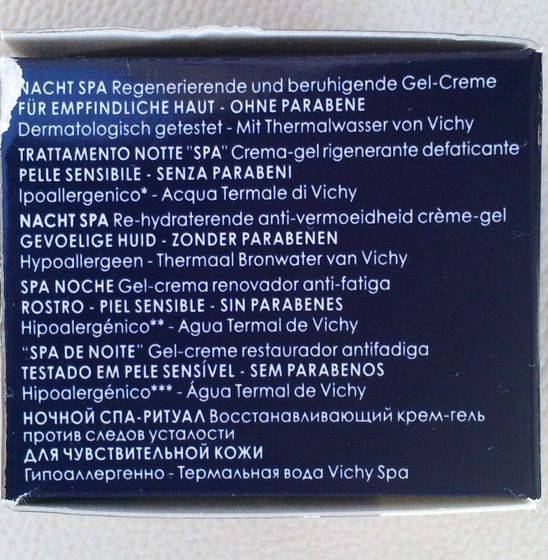 NACHT SPA Regenerierende und beruhigende Gel-Creme
FÜR EMPFINDLICHE HAUT - OHNE PARABENE
Dermatologisch getestet - Mit Thermalwasser von Vichy
TRATTAMENTO NOTTE "SPA" Crema-gel rigenerante defaticante
PELLE SENSIBILE - SENZA PARABENI
Ipoallergenico* - Acqua Termale di Vichy
NACHT SPA Re-hydraterende anti-vermoeidheid crème-gel
GEVOELIGE HUID - ZONDER PARABENEN
Hypoallergeen - Thermaal Bronwater van Vichy
SPA NOCHE Gel-crema renovador anti-fatiga
ROSTRO - PIEL SENSIBLE - SIN PARABENES
Hipoalergénico** - Agua Termal de Vichy
"SPA DE NOITE" Gel-creme restaurador antifadiga
TESTADO EM PELE SENSÍVEL - SEM PARABENOS
Hipoalergénico*** - Água Termal de Vichy
НОЧНОЙ СПА-РИТУАЛ Восстанавливающий крем-гель
против следов усталости
ДЛЯ ЧУВСТВИТЕЛЬНОЙ КОЖИ
Гипоаллергенно - Термальная вода Vichy Spa